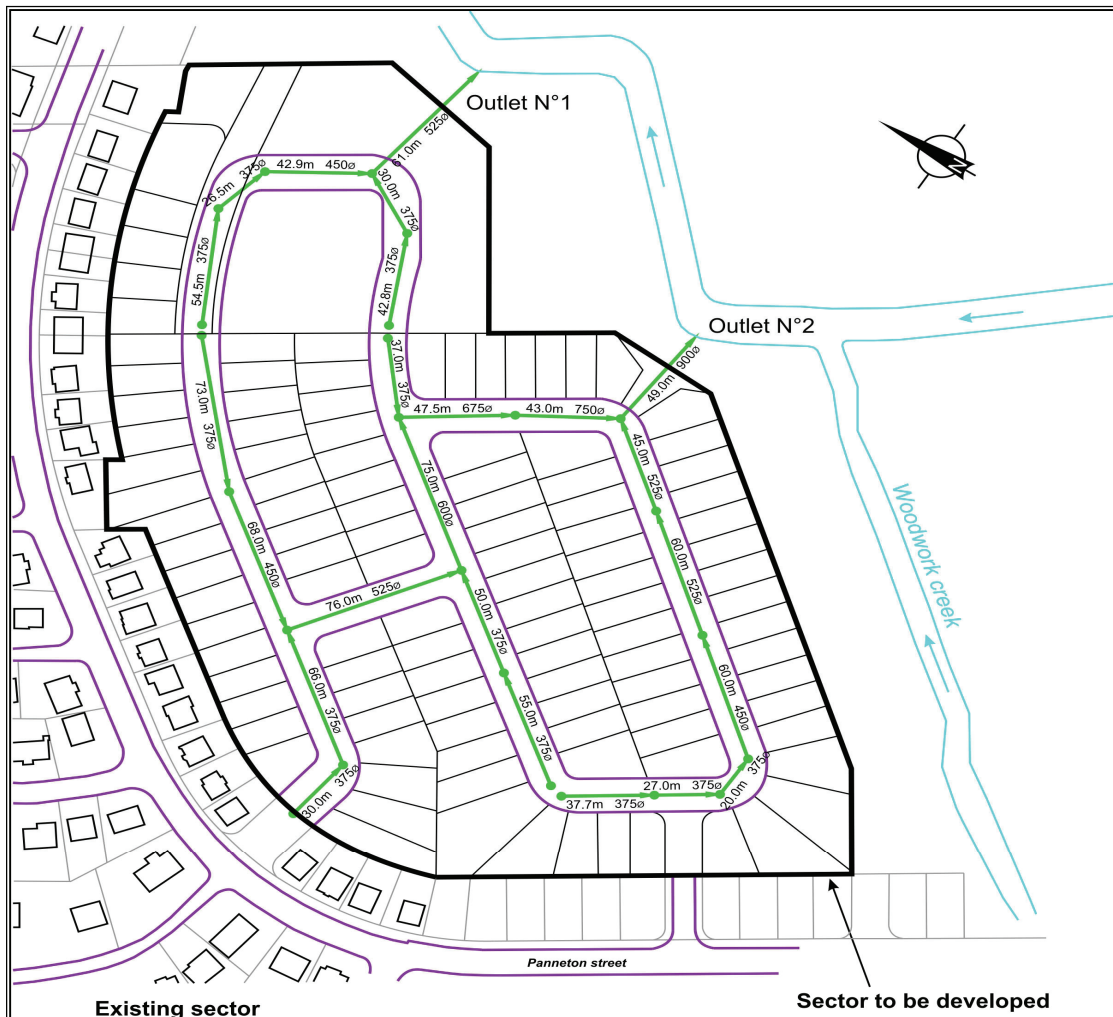 Outlet N°1
61.0m 525ø
42.9m 450ø
26.5m 375ø
30.0m 375ø
54.5m 375ø
42.8m 375ø
N
Outlet N°2
49.0m 900ø
37.0m 375ø
73.0m 375ø
47.5m 675ø
43.0m 750ø
45.0m 525ø
75.0m 600ø
68.0m 450ø
76.0m 525ø
60.0m 525ø
50.0m 375ø
Woodwork creek
66.0m 375ø
55.0m 375ø
60.0m 450ø
30.0m 375ø
37.7m 375ø
27.0m 375ø
20.0m 375ø
Panneton street
Existing sector
Sector to be developed